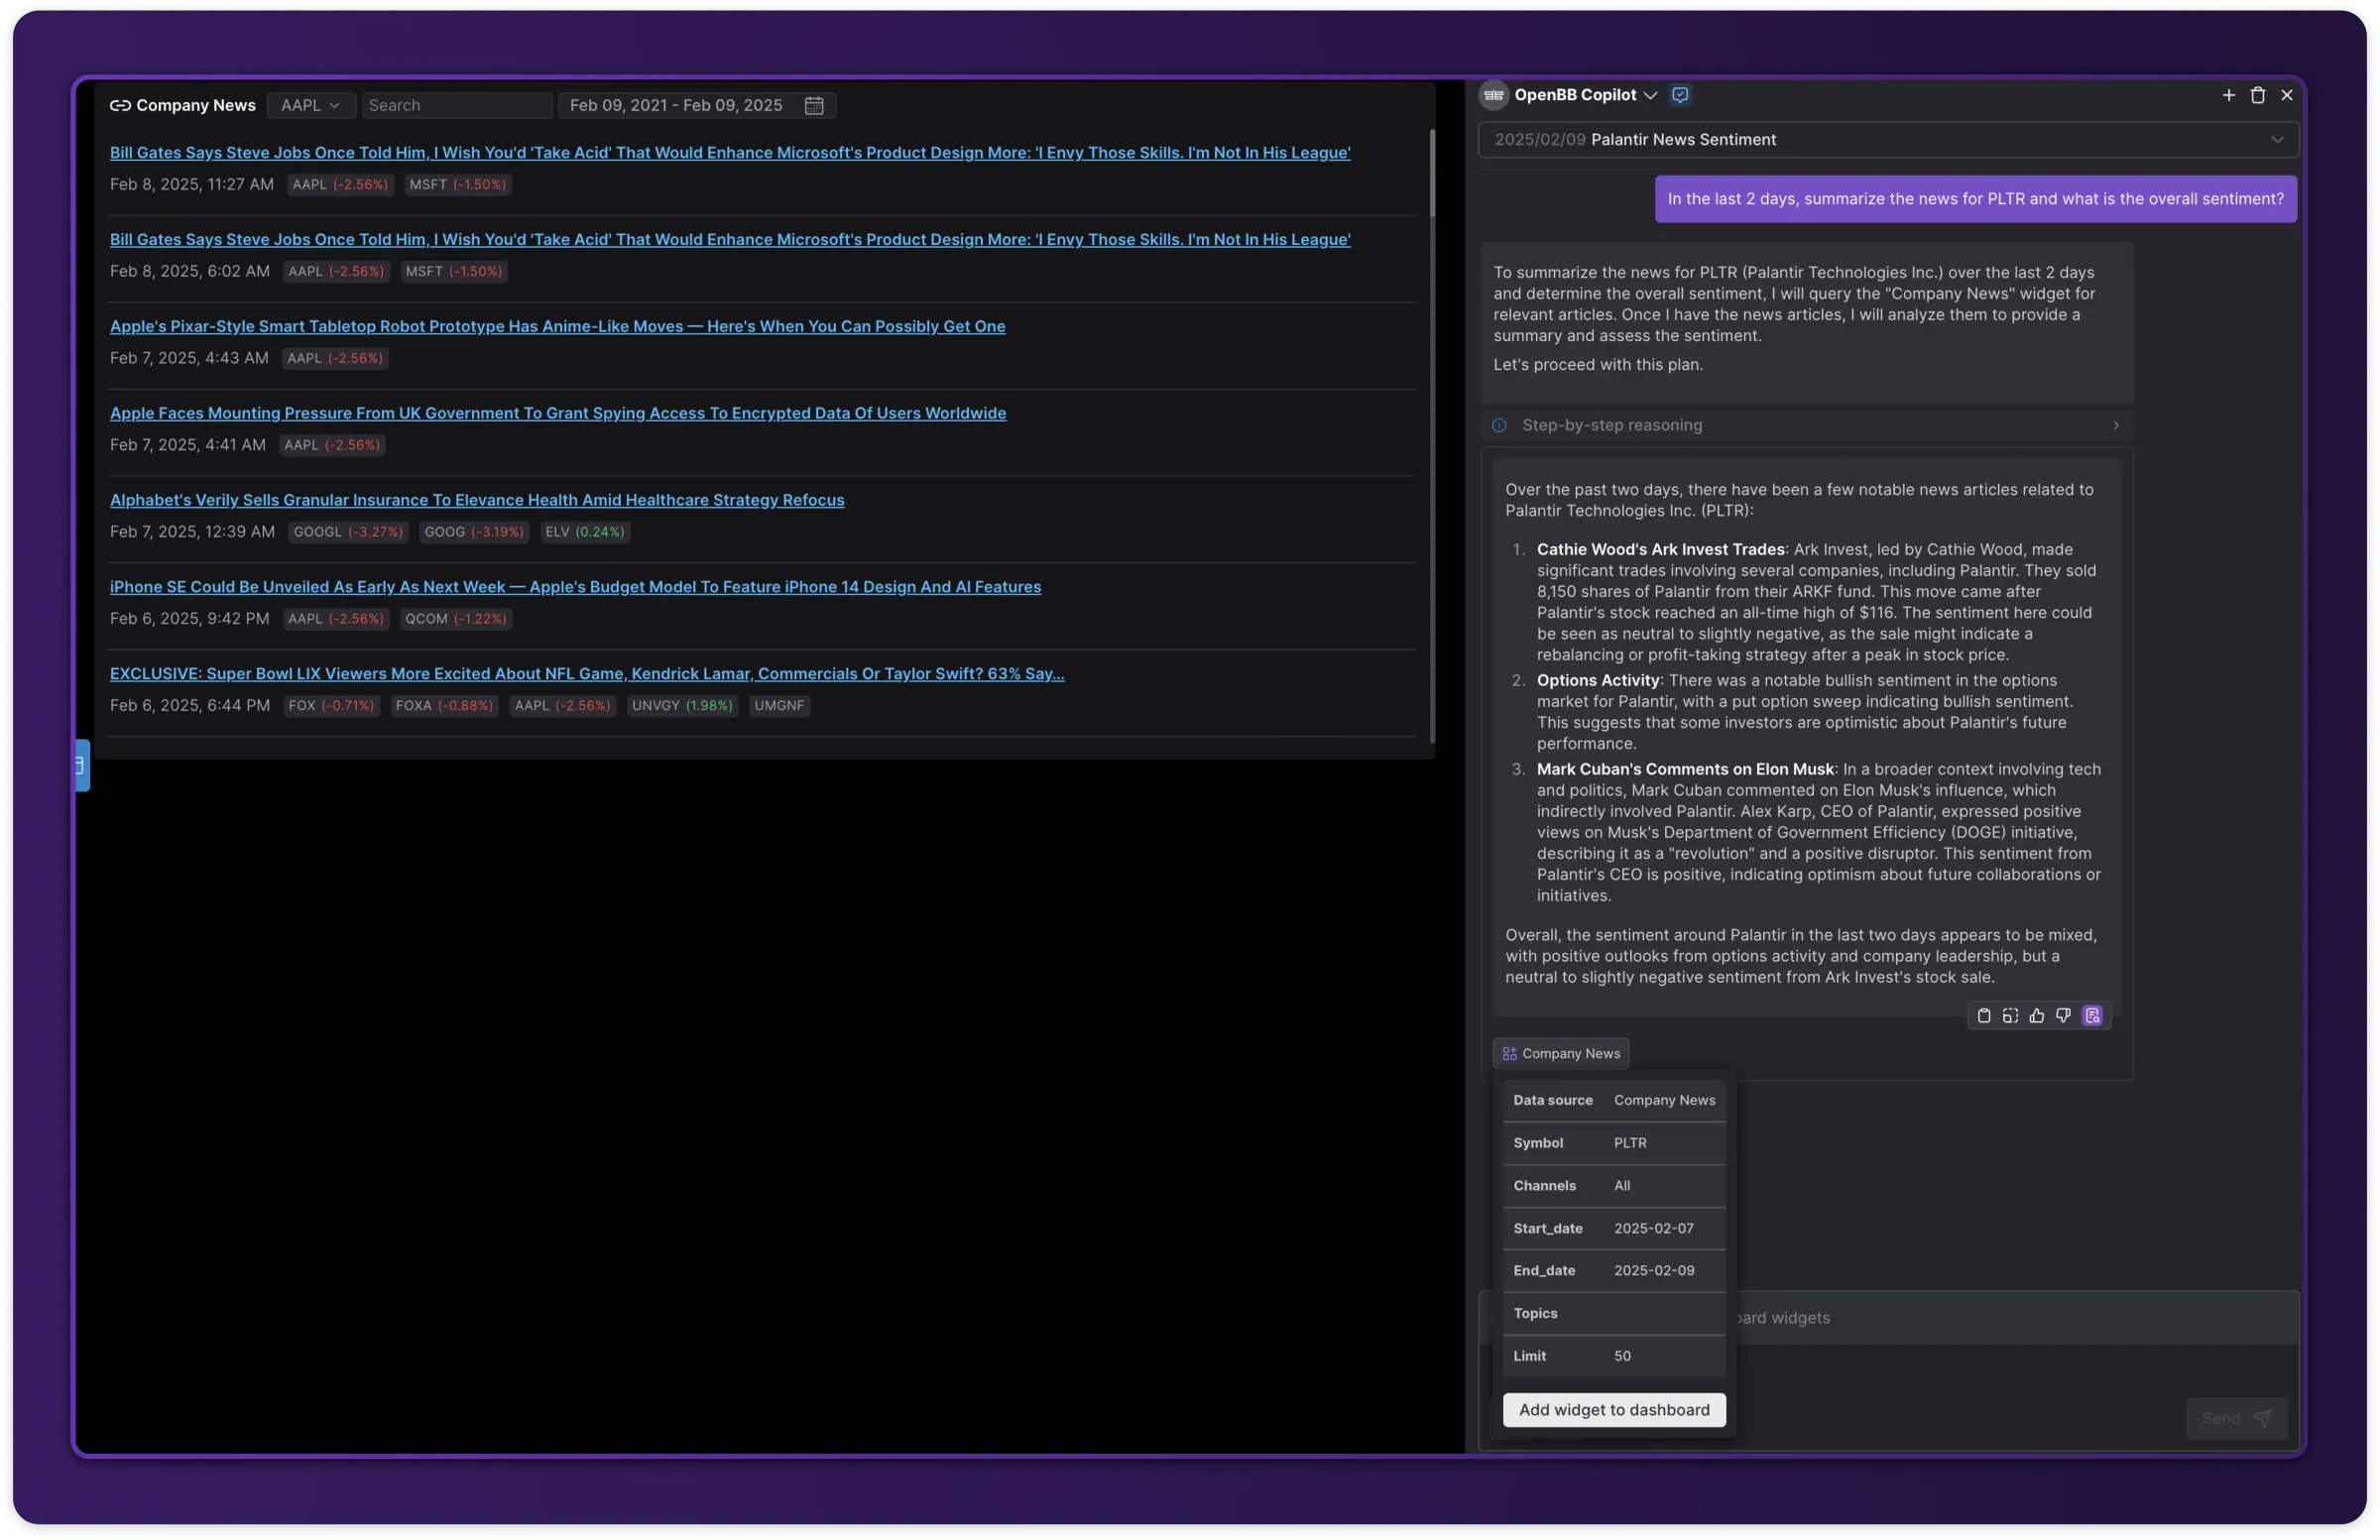 Company News AAPL Search Feb 09, 2021 - Feb 09, 2025
Bill Gates Says Steve Jobs Once Told Him, I Wish You'd 'Take Acid' That Would Enhance Microsoft's Product Design More: 'I Envy Those Skills. I'm Not In His League'
Feb 8, 2025, 11:27 AM AAPL (-2.56%) MSFT (-1.50%)
Bill Gates Says Steve Jobs Once Told Him, I Wish You'd 'Take Acid' That Would Enhance Microsoft's Product Design More: 'I Envy Those Skills. I'm Not In His League'
Feb 8, 2025, 6:02 AM AAPL (-2.56%) MSFT (-1.50%)
Apple's Pixar-Style Smart Tabletop Robot Prototype Has Anime-Like Moves — Here's When You Can Possibly Get One
Feb 7, 2025, 4:43 AM AAPL (-2.56%)
Apple Faces Mounting Pressure From UK Government To Grant Spying Access To Encrypted Data Of Users Worldwide
Feb 7, 2025, 4:41 AM AAPL (-2.56%)
Alphabet's Verily Sells Granular Insurance To Elevance Health Amid Healthcare Strategy Refocus
Feb 7, 2025, 12:39 AM GOOGL (-3.27%) GOOG (-3.19%) ELV (0.24%)
iPhone SE Could Be Unveiled As Early As Next Week — Apple's Budget Model To Feature iPhone 14 Design And AI Features
Feb 6, 2025, 9:42 PM AAPL (-2.56%) QCOM (-1.22%)
EXCLUSIVE: Super Bowl LIX Viewers More Excited About NFL Game, Kendrick Lamar, Commercials Or Taylor Swift? 63% Say...
Feb 6, 2025, 6:44 PM FOX (-0.71%) FOXA (-0.88%) AAPL (-2.56%) UNVGY (1.98%) UMGNF
OpenBB Copilot
2025/02/09 Palantir News Sentiment
In the last 2 days, summarize the news for PLTR and what is the overall sentiment?
To summarize the news for PLTR (Palantir Technologies Inc.) over the last 2 days
and determine the overall sentiment, I will query the "Company News" widget for
relevant articles. Once I have the news articles, I will analyze them to provide a
summary and assess the sentiment.
Let's proceed with this plan.
Step-by-step reasoning
Over the past two days, there have been a few notable news articles related to
Palantir Technologies Inc. (PLTR):
1. Cathie Wood's Ark Invest Trades: Ark Invest, led by Cathie Wood, made
significant trades involving several companies, including Palantir. They sold
8,150 shares of Palantir from their ARKF fund. This move came after
Palantir's stock reached an all-time high of $116. The sentiment here could
be seen as neutral to slightly negative, as the sale might indicate a
rebalancing or profit-taking strategy after a peak in stock price.
2. Options Activity: There was a notable bullish sentiment in the options
market for Palantir, with a put option sweep indicating bullish sentiment.
This suggests that some investors are optimistic about Palantir's future
performance.
3. Mark Cuban's Comments on Elon Musk: In a broader context involving tech
and politics, Mark Cuban commented on Elon Musk's influence, which
indirectly involved Palantir. Alex Karp, CEO of Palantir, expressed positive
views on Musk's Department of Government Efficiency (DOGE) initiative,
describing it as a "revolution" and a positive disruptor. This sentiment from
Palantir's CEO is positive, indicating optimism about future collaborations or
initiatives.
Overall, the sentiment around Palantir in the last two days appears to be mixed,
with positive outlooks from options activity and company leadership, but a
neutral to slightly negative sentiment from Ark Invest's stock sale.
Company News
Data source Company News
Symbol PLTR
Channels All
Start_date 2025-02-07
End_date 2025-02-09
Topics
Limit 50
Add widget to dashboard
widgets
Send